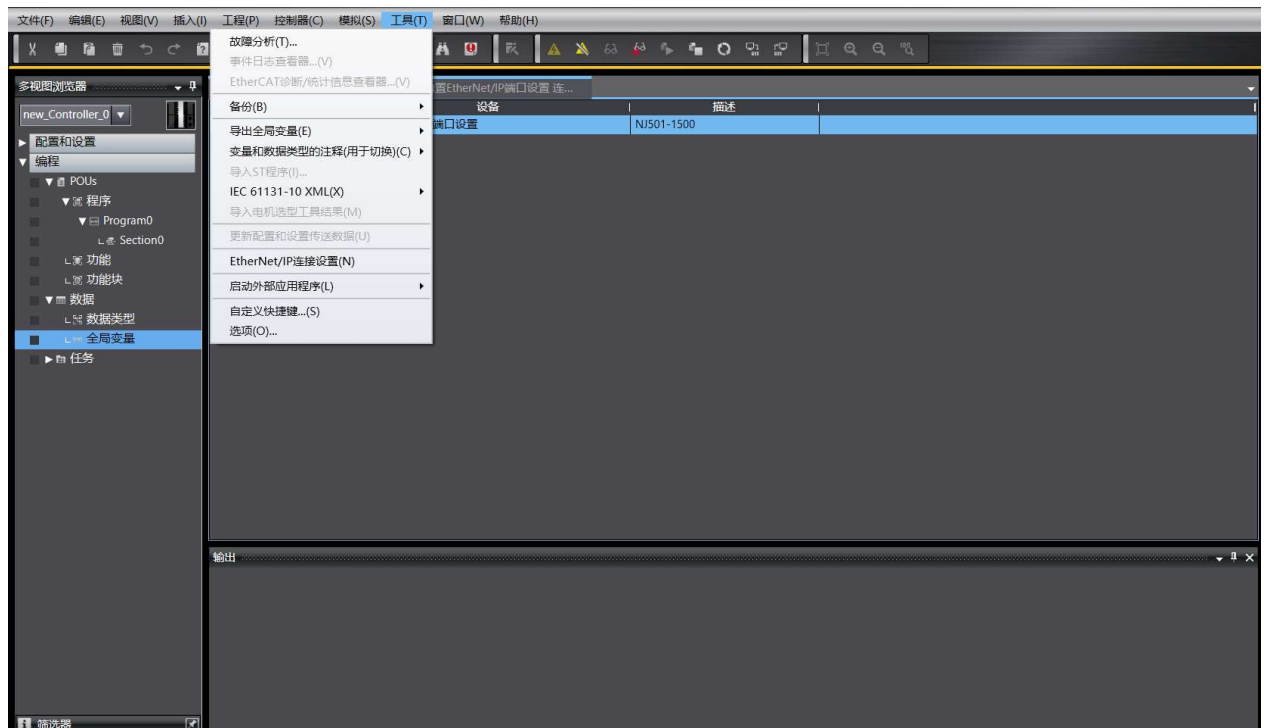 文件(F) 编辑(E) 视图(V) 插入(I) 工程(P) 控制器(C) 模拟(S) 工具(T) 窗口(W) 帮助(H)
多视图浏览器
new_Controller_0
配置和设置
编程
POUs
程序
Program0
Section0
功能
功能块
数据
数据类型
全局变量
任务
筛选器
故障分析(T)...
事件日志查看器...(V)
EtherCAT诊断/统计信息查看器...(V)
备份(B)
导出全局变量(E)
变量和数据类型的注释(用于切换)(C)
导入ST程序(I)...
IEC 61131-10 XML(X)
导入电机选型工具结果(M)
更新配置和设置传送数据(U)
EtherNet/IP连接设置(N)
启动外部应用程序(L)
自定义快捷键...(S)
选项(O)...
置EtherNet/IP端口设置 连...
设备 描述
端口设置 NJ501-1500
输出